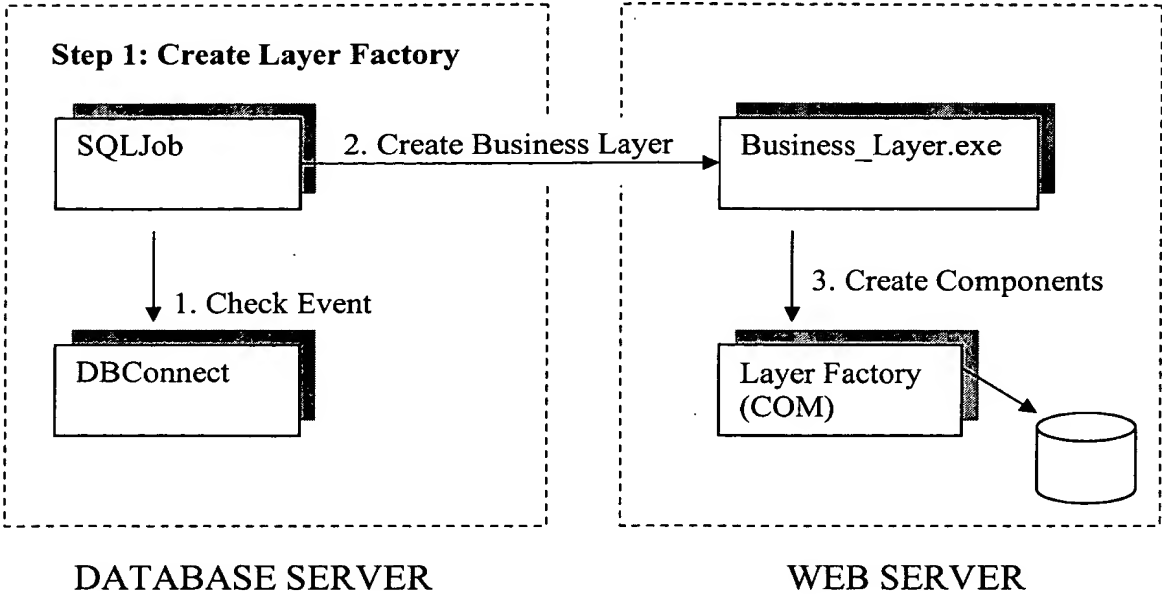 Step 1: Create Layer Factory
SQLJob
2. Create Business Layer
Business_Layer.exe
1. Check Event
3. Create Components
DBConnect
Layer Factory
(COM)
DATABASE SERVER
WEB SERVER